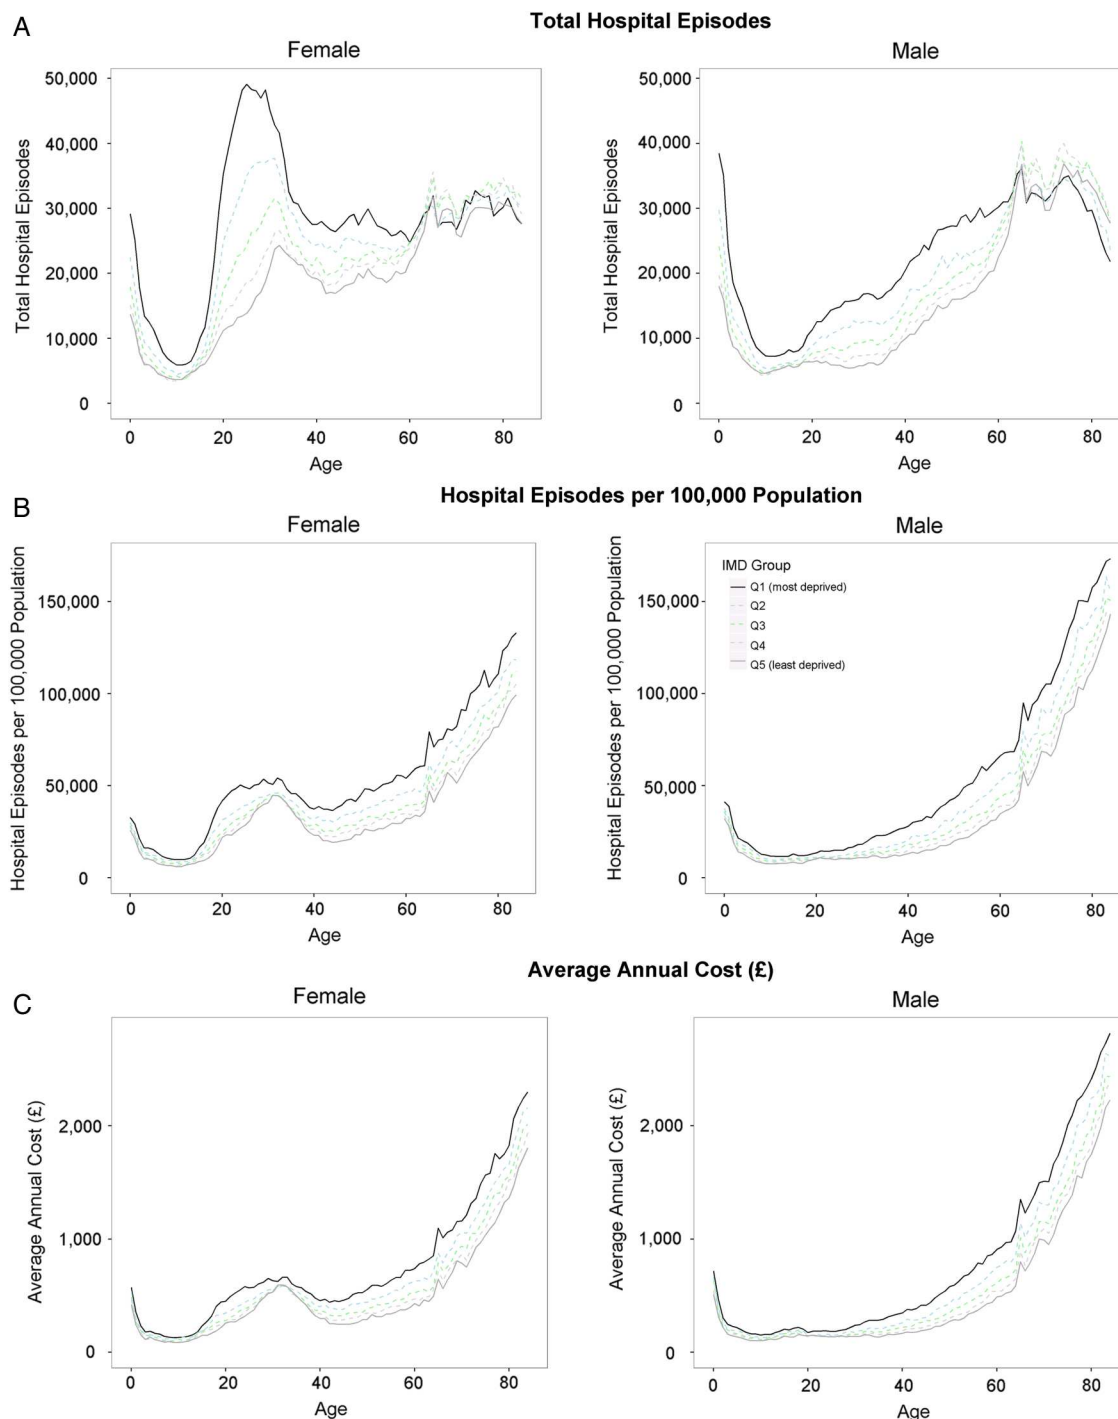 A
Total Hospital Episodes
Female
Male
Total Hospital Episodes
50,000
40,000
30,000
20,000
10,000
0
0 20 40 60 80
Age
Total Hospital Episodes
50,000
40,000
30,000
20,000
10,000
0
0 20 40 60 80
Age
B
Hospital Episodes per 100,000 Population
Female
Male
Hospital Episodes per 100,000 Population
150,000
100,000
50,000
0
0 20 40 60 80
Age
Hospital Episodes per 100,000 Population
150,000
100,000
50,000
0
IMD Group
Q1 (most deprived)
Q2
Q3
Q4
Q5 (least deprived)
0 20 40 60 80
Age
C
Average Annual Cost (£)
Female
Male
Average Annual Cost (£)
2,000
1,000
0
0 20 40 60 80
Age
Average Annual Cost (£)
2,000
1,000
0
0 20 40 60 80
Age